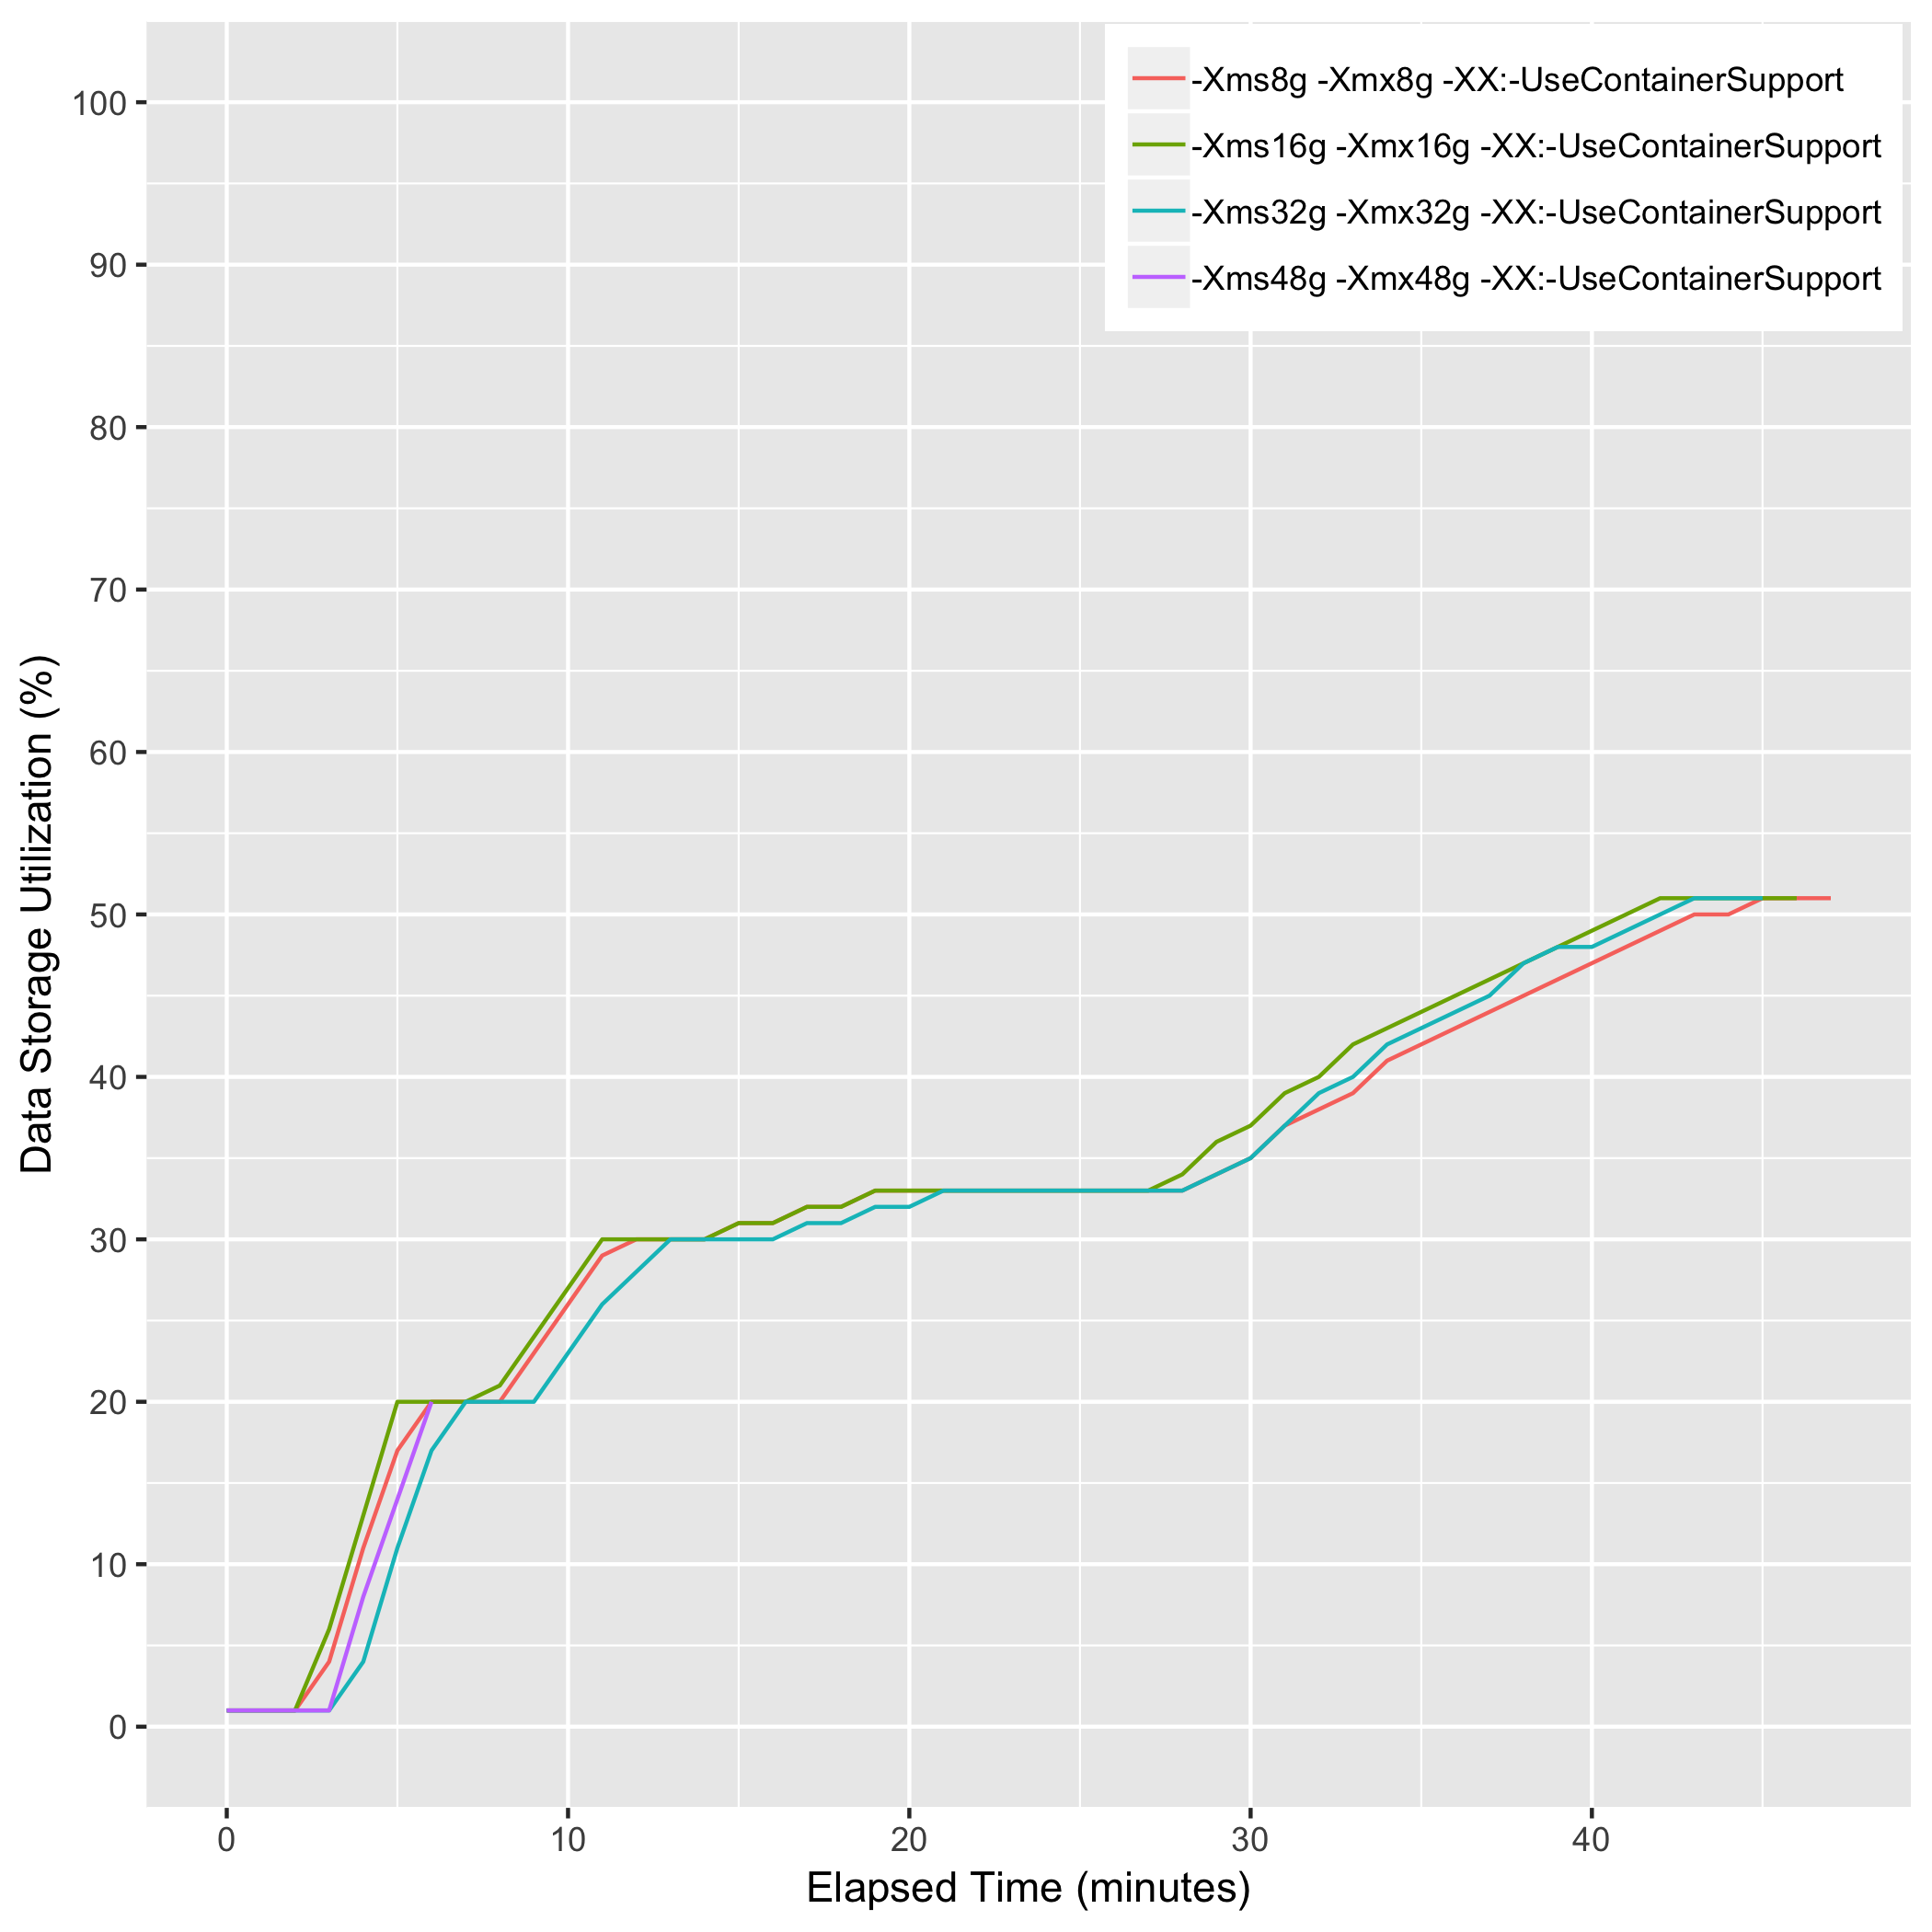 -Xms8g -Xmx8g -XX:-UseContainerSupport
-Xms16g -Xmx16g -XX:-UseContainerSupport
-Xms32g -Xmx32g -XX:-UseContainerSupport
-Xms48g -Xmx48g -XX:-UseContainerSupport
100
90
80
70
60
50
40
30
20
10
0
Data Storage Utilization (%)
0 10 20 30 40
Elapsed Time (minutes)